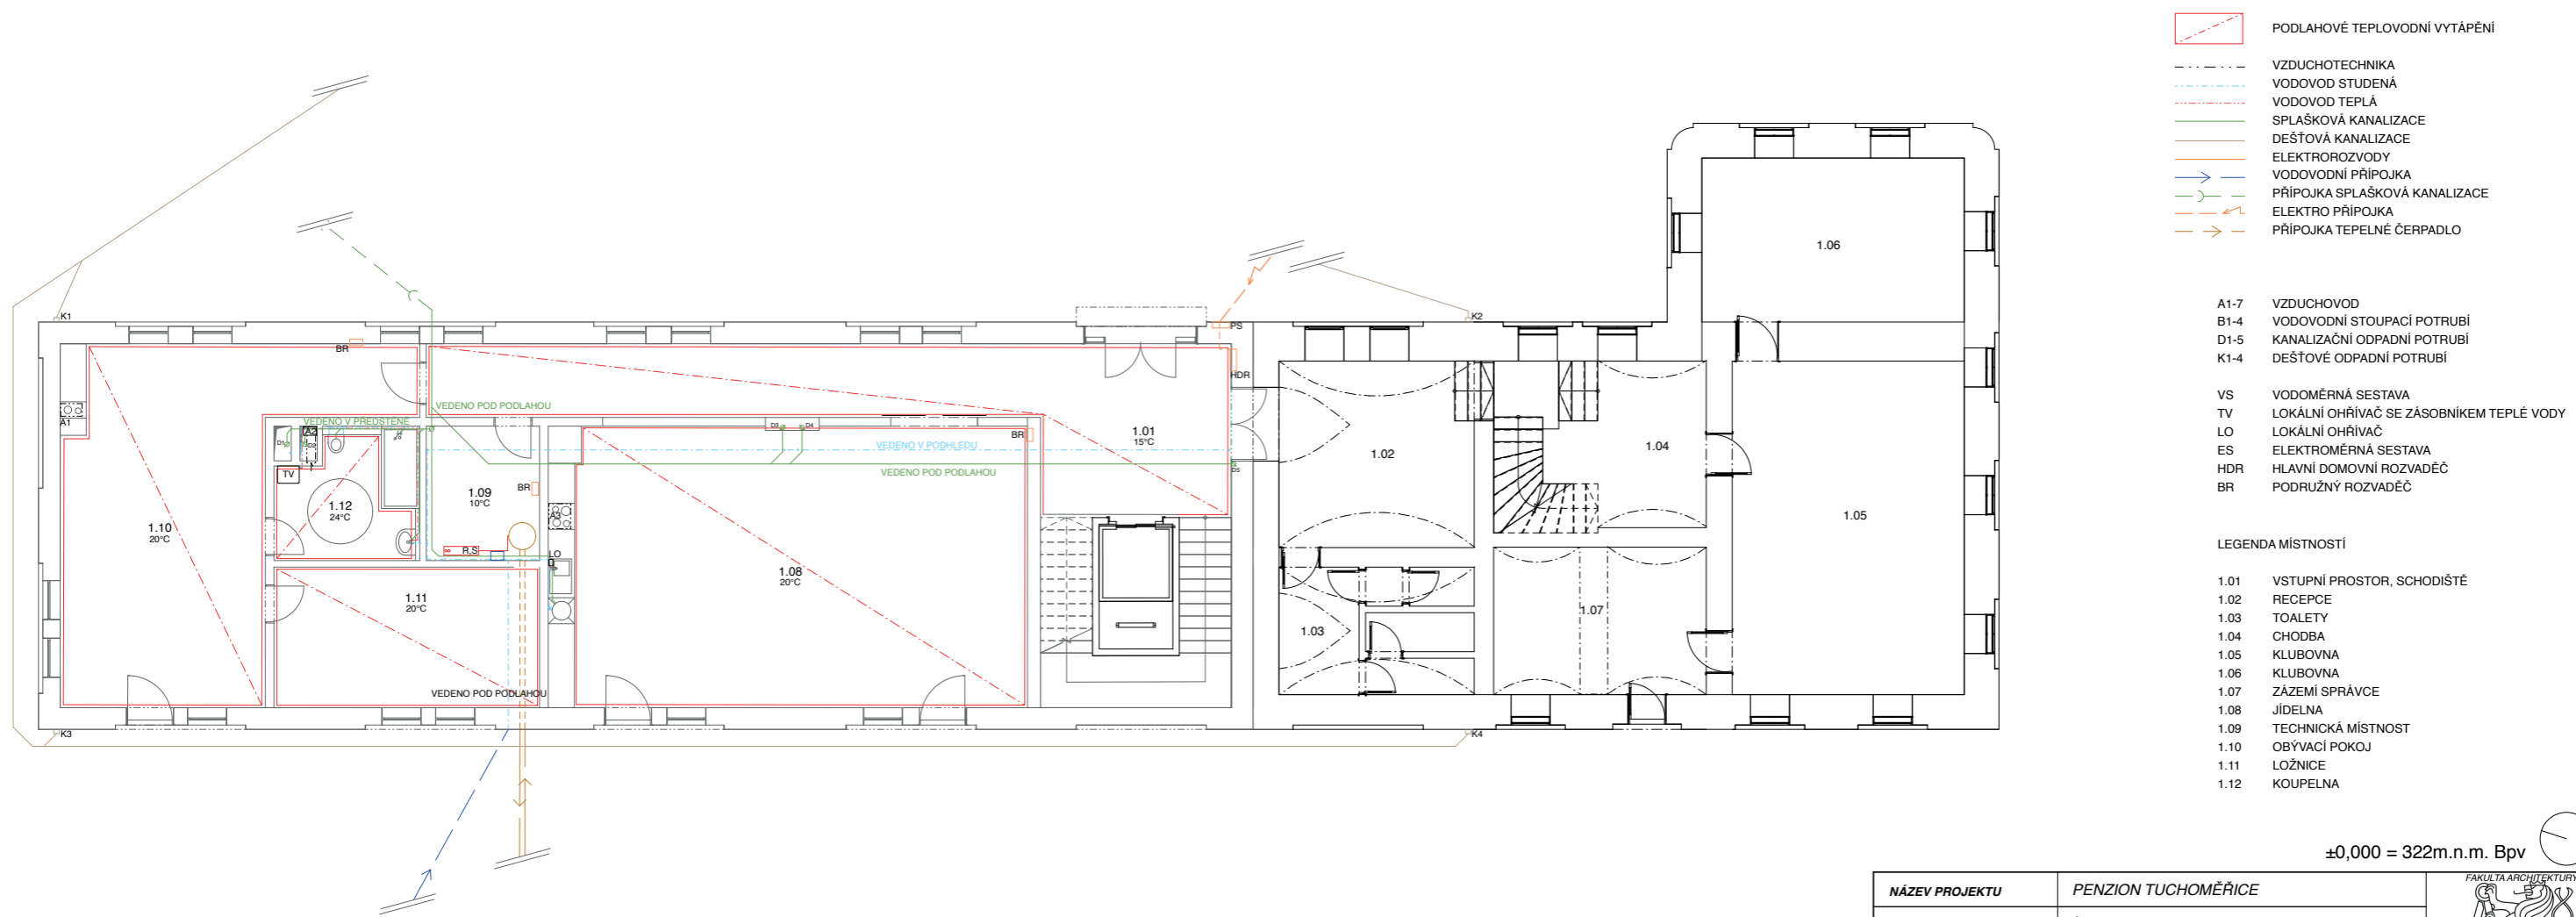 PODLAHOVÉ TEPLOVODNÍ VYTÁPĚNÍ
VZDUCHOTECHNIKA
VODOVOD STUDENÁ
VODOVOD TEPLÁ
SPLAŠKOVÁ KANALIZACE
DEŠŤOVÁ KANALIZACE
ELEKTROROZVODY
VODOVODNÍ PŘÍPOJKA
PŘÍPOJKA SPLAŠKOVÁ KANALIZACE
ELEKTRO PŘÍPOJKA
PŘÍPOJKA TEPELNÉ ČERPADLO
A1-7 VZDUCHOVOD
B1-4 VODOVODNÍ STOUPACÍ POTRUBÍ
D1-5 KANALIZAČNÍ ODPADNÍ POTRUBÍ
K1-4 DEŠŤOVÉ ODPADNÍ POTRUBÍ
VS VODOMĚRNÁ SESTAVA
TV LOKÁLNÍ OHŘÍVAČ SE ZÁSOBNÍKEM TEPLÉ VODY
LO LOKÁLNÍ OHŘÍVAČ
ES ELEKTROMĚRNÁ SESTAVA
HDR HLAVNÍ DOMOVNÍ ROZVADĚČ
BR PODRUŽNÝ ROZVADĚČ
LEGENDA MÍSTNOSTÍ
1.01 VSTUPNÍ PROSTOR, SCHODIŠTĚ
1.02 RECEPCE
1.03 TOALETY
1.04 CHODBA
1.05 KLUBOVNA
1.06 KLUBOVNA
1.07 ZÁZEMÍ SPRÁVCE
1.08 JÍDELNA
1.09 TECHNICKÁ MÍSTNOST
1.10 OBÝVACÍ POKOJ
1.11 LOŽNICE
1.12 KOUPELNA
±0,000 = 322m.n.m. Bpv
NÁZEV PROJEKTU PENZION TUCHOMĚŘICE
FAKULTA ARCHITEKTURY
K1
K2
PS
BR
HDR
A1
VEDENO V PŘEDSTĚNĚ
VEDENO POD PODLAHOU
D1
A2
D2
TV
D3
D4
VEDENO V PODHLEDU
BR
VEDENO POD PODLAHOU
D5
1.01
15°C
1.02
1.04
1.06
1.05
1.09
10°C
BR
1.12
24°C
1.10
20°C
A3
R,S
LO
1.08
20°C
1.11
20°C
1.03
1.07
VEDENO POD PODLAHOU
K3
K4